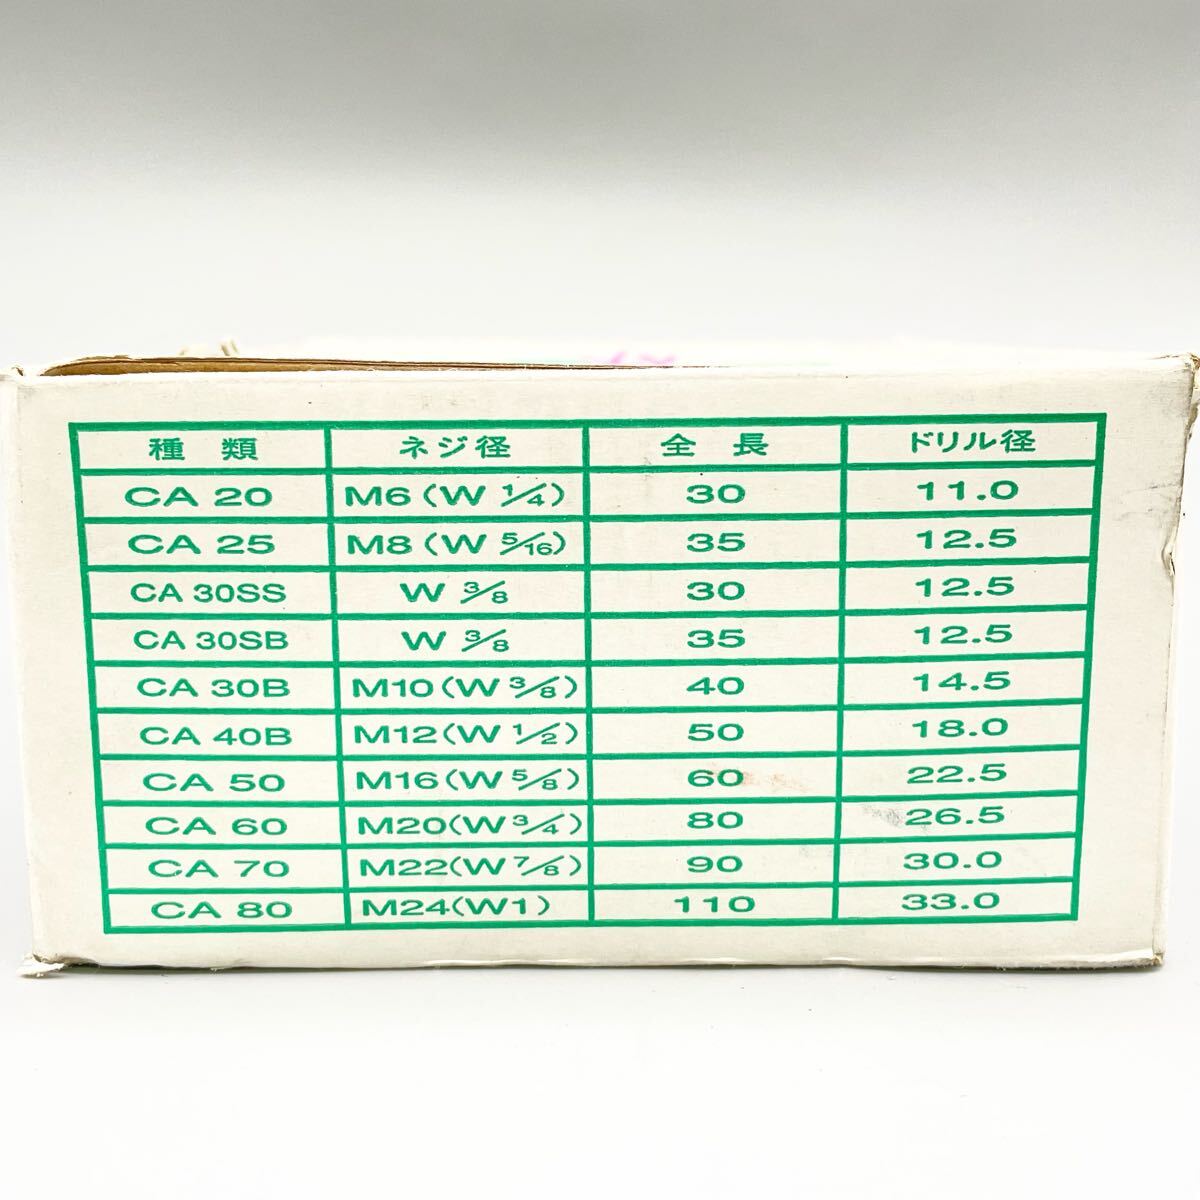 種類 ネジ径 全長 ドリル径
CA 20 M6(W 1/4) 30 11.0
CA 25 M8(W 5/16) 35 12.5
CA 30SS W 3/8 30 12.5
CA 30SB W 3/8 35 12.5
CA 30B M10(W 3/8) 40 14.5
CA 40B M12(W 1/2) 50 18.0
CA 50 M16(W 5/8) 60 22.5
CA 60 M20(W 3/4) 80 26.5
CA 70 M22(W 7/8) 90 30.0
CA 80 M24(W1) 110 33.0